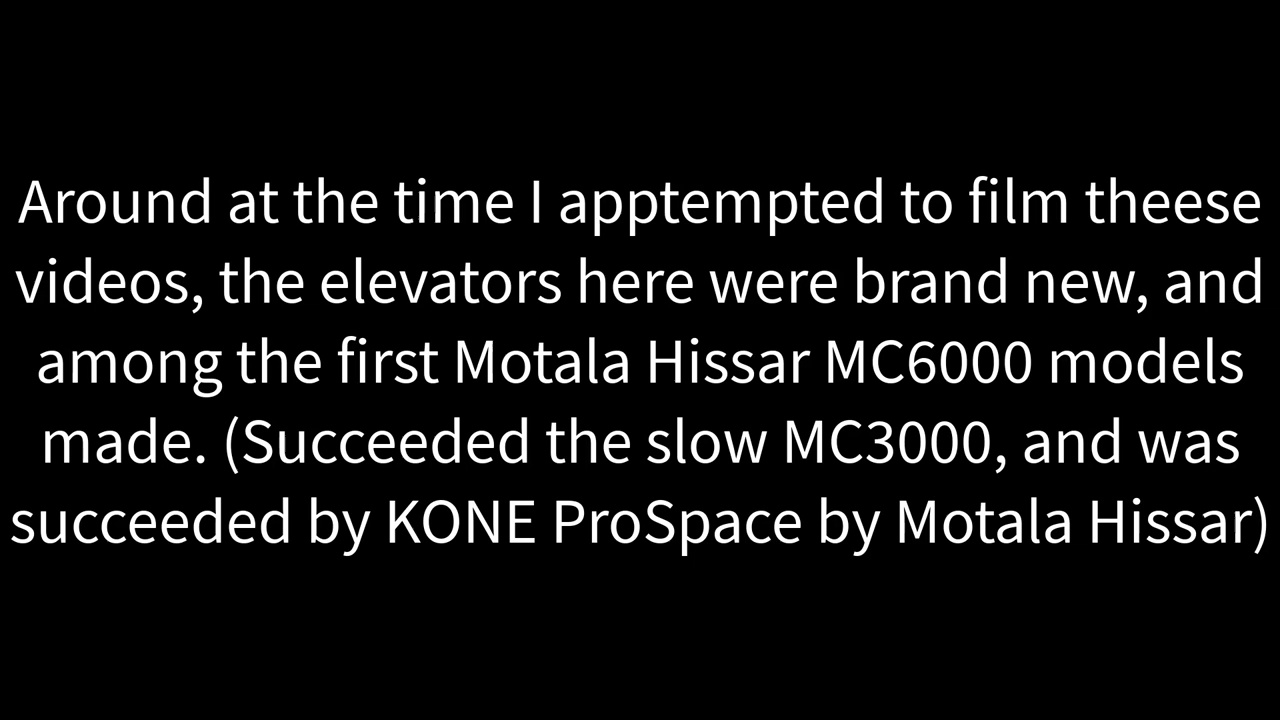 Around at the time I apptempted to film theese
videos, the elevators here were brand new, and
among the first Motala Hissar MC6000 models
made. (Succeeded the slow MC3000, and was
succeeded by KONE ProSpace by Motala Hissar)